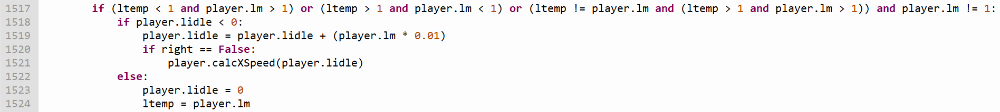 1517 if (ltemp < 1 and player.lm > 1) or (ltemp > 1 and player.lm < 1) or (ltemp != player.lm and (ltemp > 1 and player.lm > 1)) and player.lm != 1:
1518 if player.lidle < 0:
1519 player.lidle = player.lidle + (player.lm * 0.01)
1520 if right == False:
1521 player.calcXSpeed(player.lidle)
1522 else:
1523 player.lidle = 0
1524 ltemp = player.lm